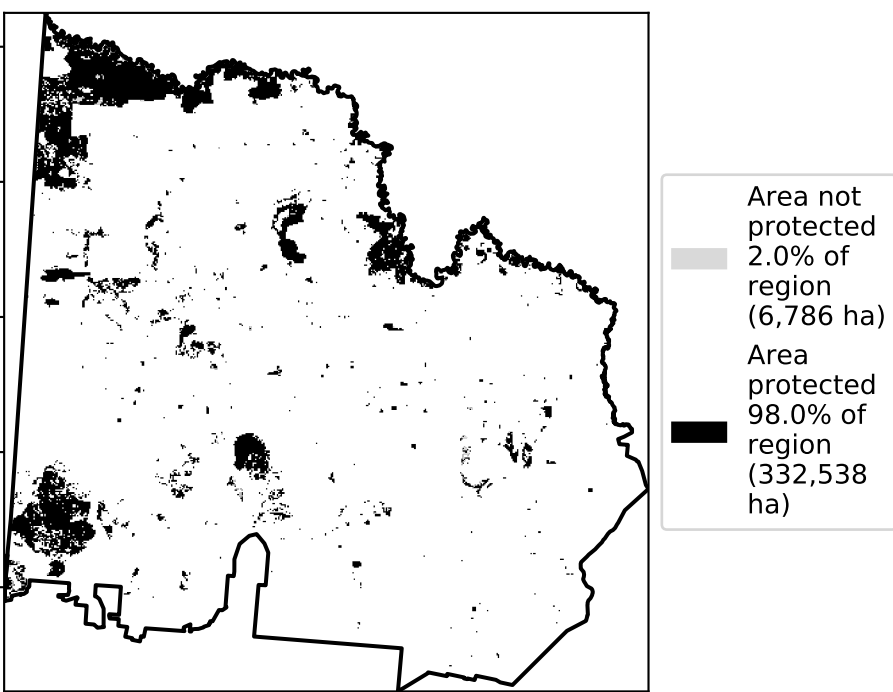 Area not
protected
2.0% of
region
(6,786 ha)
Area
protected
98.0% of
region
(332,538
ha)